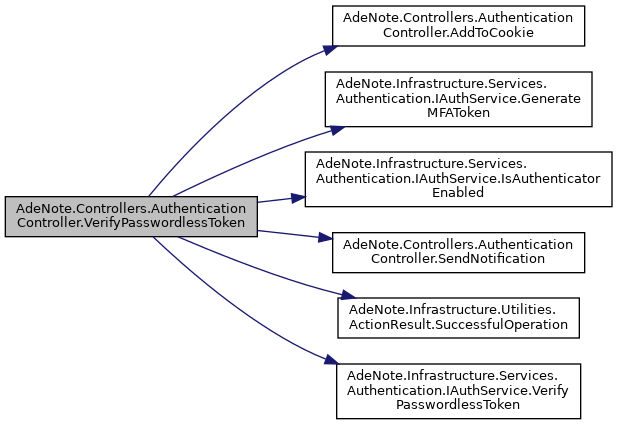 AdeNote.Controllers.Authentication
Controller.VerifyPasswordlessToken
AdeNote.Controllers.Authentication
Controller.AddToCookie
AdeNote.Infrastructure.Services.
Authentication.IAuthService.Generate
MFAToken
AdeNote.Infrastructure.Services.
Authentication.IAuthService.IsAuthenticator
Enabled
AdeNote.Controllers.Authentication
Controller.SendNotification
AdeNote.Infrastructure.Utilities.
ActionResult.SuccessfulOperation
AdeNote.Infrastructure.Services.
Authentication.IAuthService.Verify
PasswordlessToken